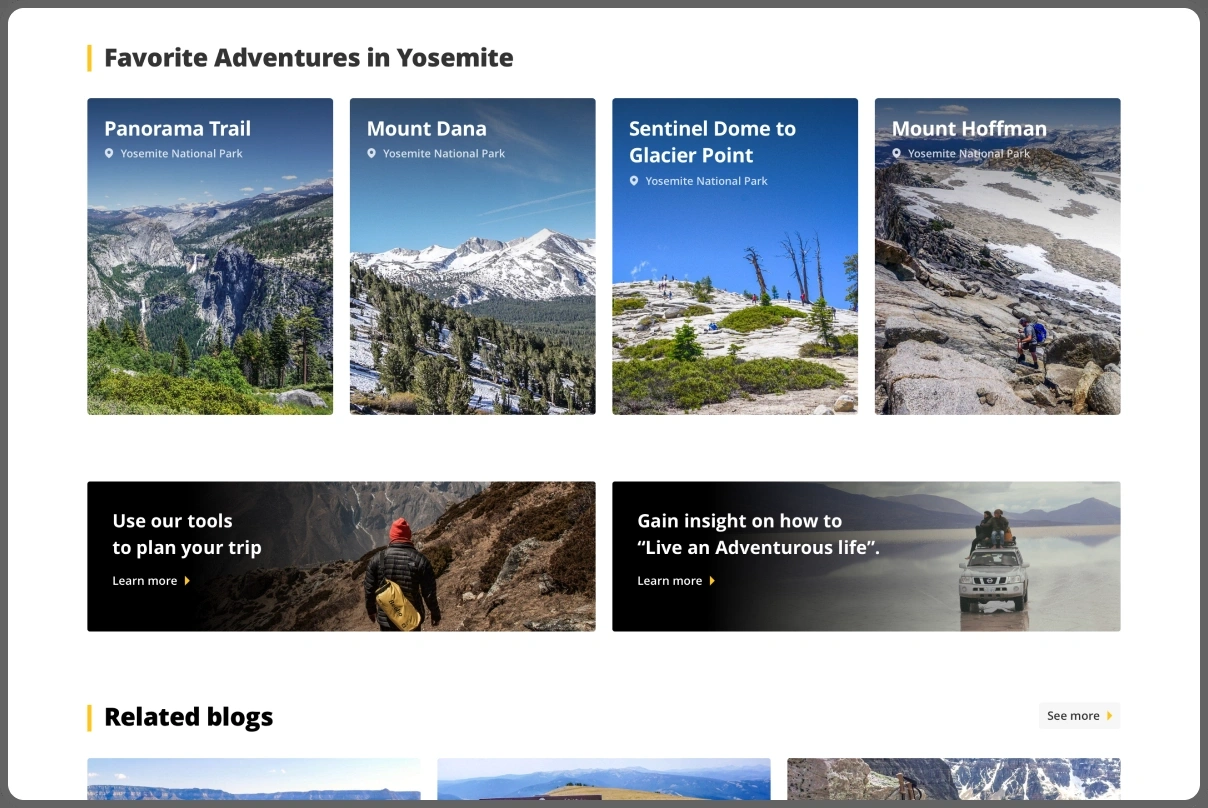 Favorite Adventures in Yosemite
Panorama Trail
Yosemite National Park
Mount Dana
Yosemite National Park
Sentinel Dome to
Glacier Point
Yosemite National Park
Mount Hoffman
Yosemite National Park
Use our tools
to plan your trip
Learn more
Gain insight on how to
“Live an Adventurous life”.
Learn more
Related blogs
See more